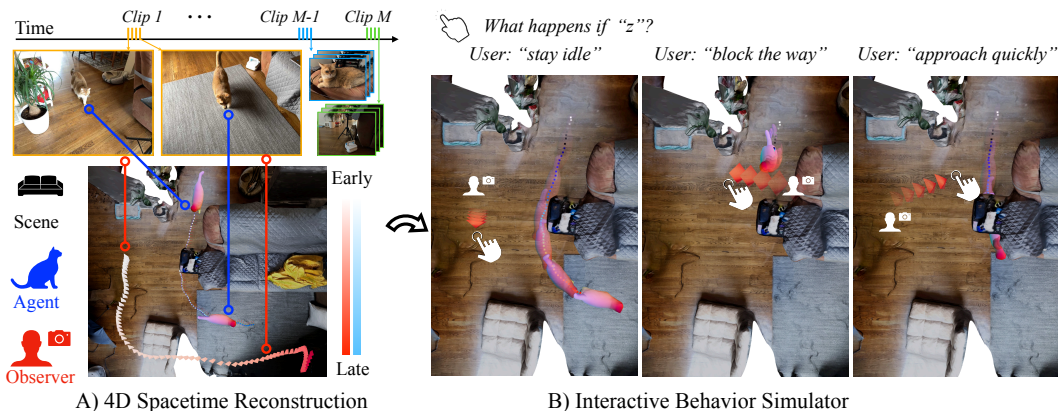 Time
Clip 1
• • •
Clip M-1
Clip M
What happens if "z"?
User: "stay idle"
User: "block the way"
User: "approach quickly"
Scene
Agent
Observer
Early
Late
A) 4D Spacetime Reconstruction
B) Interactive Behavior Simulator